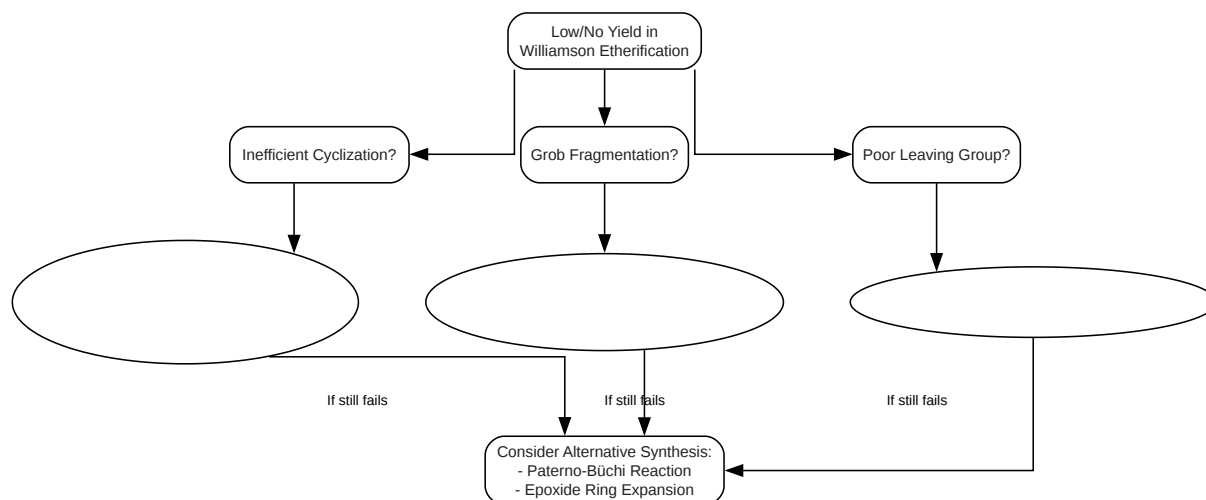 Low/No Yield in
Williamson Etherification
Inefficient Cyclization?
Grob Fragmentation?
Poor Leaving Group?
If still fails
If still fails
If still fails
Consider Alternative Synthesis:
- Paterno-Büchi Reaction
- Epoxide Ring Expansion